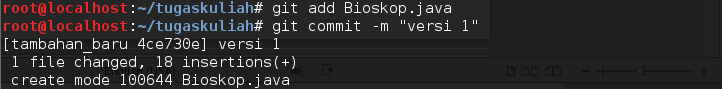 root@localhost:~/tugaskuliah# git add Bioskop.java
root@localhost:~/tugaskuliah# git commit -m "versi 1"
[tambahan_baru 4ce730e] versi 1
 1 file changed, 18 insertions(+)
 create mode 100644 Bioskop.java